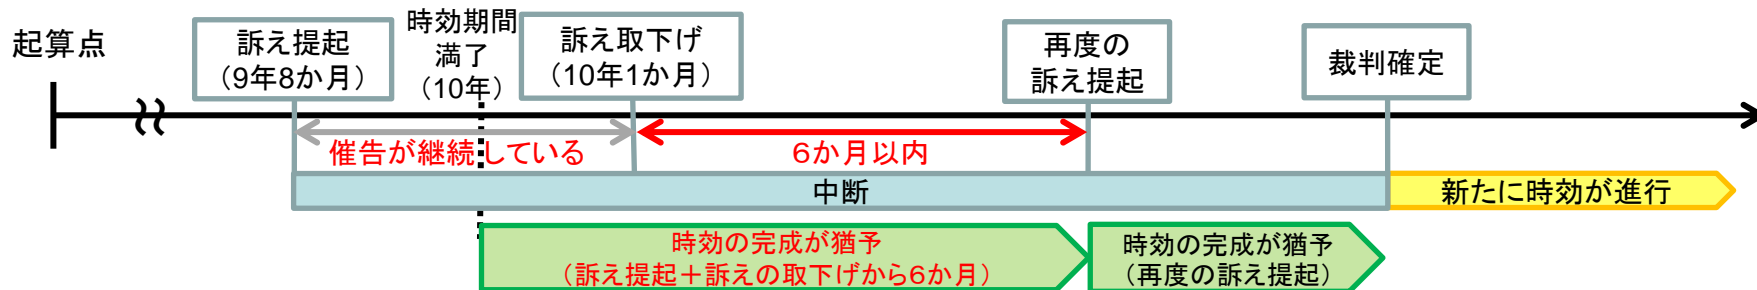 起算点
訴え提起
（9年8か月）
時効期間
満了
（10年）
訴え取下げ
（10年1か月）
再度の
訴え提起
裁判確定
催告が継続している
６か月以内
中断
新たに時効が進行
時効の完成が猶予
（訴え提起＋訴えの取下げから６か月）
時効の完成が猶予
（再度の訴え提起）